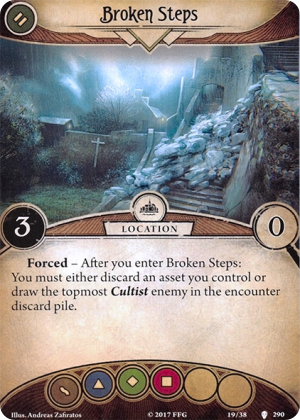 Broken Steps
3
LOCATION
0
Forced – After you enter Broken Steps:
You must either discard an asset you control or
draw the topmost Cultist enemy in the encounter
discard pile.
Illus. Andreas Zafiratos
© 2017 FFG
19/38
290